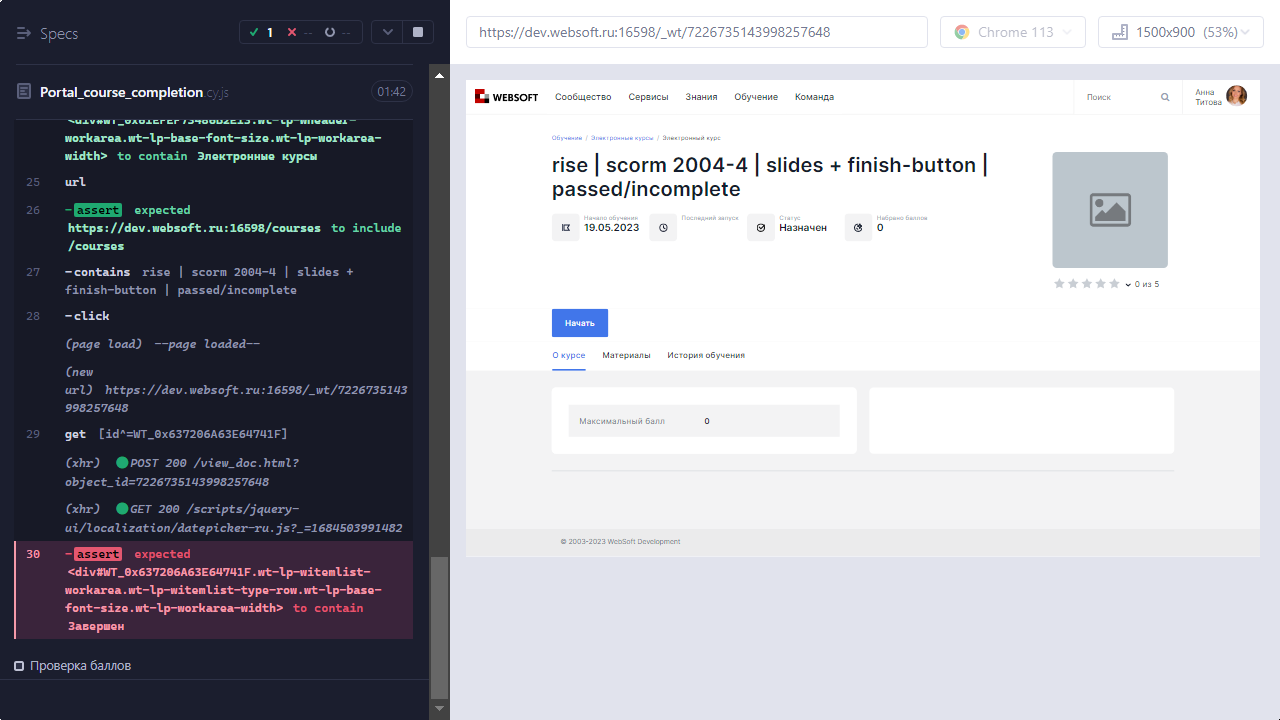 Specs
1
--
--
Portal_course_completion.cy.js
01:42
<div#WT_0x61EFEF73486B2E13.wt-lp-wheader-
workarea.wt-lp-base-font-size.wt-lp-workarea-
width> to contain Электронные курсы
25 url
26 -assert expected
https://dev.websoft.ru:16598/courses to include
/courses
27 -contains rise | scorm 2004-4 | slides +
finish-button | passed/incomplete
28 -click
(page load) --page loaded--
(new
url) https://dev.websoft.ru:16598/_wt/7226735143
998257648
29 get [id^=WT_0x637206A63E64741F]
(xhr) POST 200 /view_doc.html?
object_id=7226735143998257648
(xhr) GET 200 /scripts/jquery-
ui/localization/datepicker-ru.js?_=1684503991482
30 -assert expected
<div#WT_0x637206A63E64741F.wt-lp-witemlist-
workarea.wt-lp-witemlist-type-row.wt-lp-base-
font-size.wt-lp-workarea-width> to contain
Завершен
Проверка баллов
https://dev.websoft.ru:16598/_wt/7226735143998257648
Chrome 113
1500x900 (53%)
WEBSOFT
Сообщество
Сервисы
Знания
Обучение
Команда
Поиск
Анна
Титова
Обучение / Электронные курсы / Электронный курс
rise | scorm 2004-4 | slides + finish-button |
passed/incomplete
Начало обучения
19.05.2023
Последний запуск
Статус
Назначен
Набрано баллов
0
0 из 5
Начать
О курсе
Материалы
История обучения
Максимальный балл 0
© 2003-2023 WebSoft Development